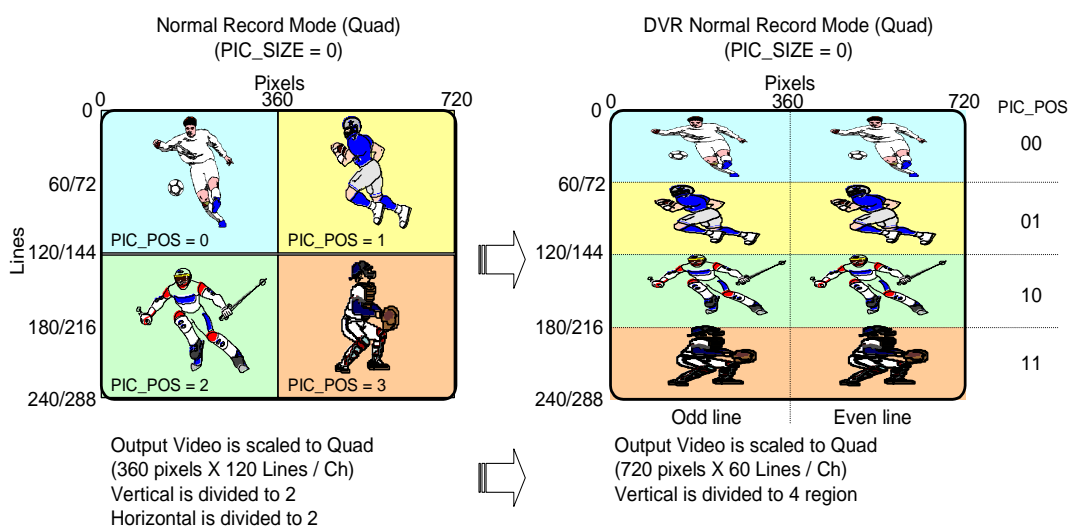 Normal Record Mode (Quad)
(PIC_SIZE = 0)
Pixels
0 360 720
0
60/72
120/144
180/216
240/288
Lines
PIC_POS = 0
PIC_POS = 1
PIC_POS = 2
PIC_POS = 3
Output Video is scaled to Quad
(360 pixels X 120 Lines / Ch)
Vertical is divided to 2
Horizontal is divided to 2
DVR Normal Record Mode (Quad)
(PIC_SIZE = 0)
Pixels
0 360 720
PIC_POS
0
60/72
120/144
180/216
240/288
00
01
10
11
Odd line
Even line
Output Video is scaled to Quad
(720 pixels X 60 Lines / Ch)
Vertical is divided to 4 region